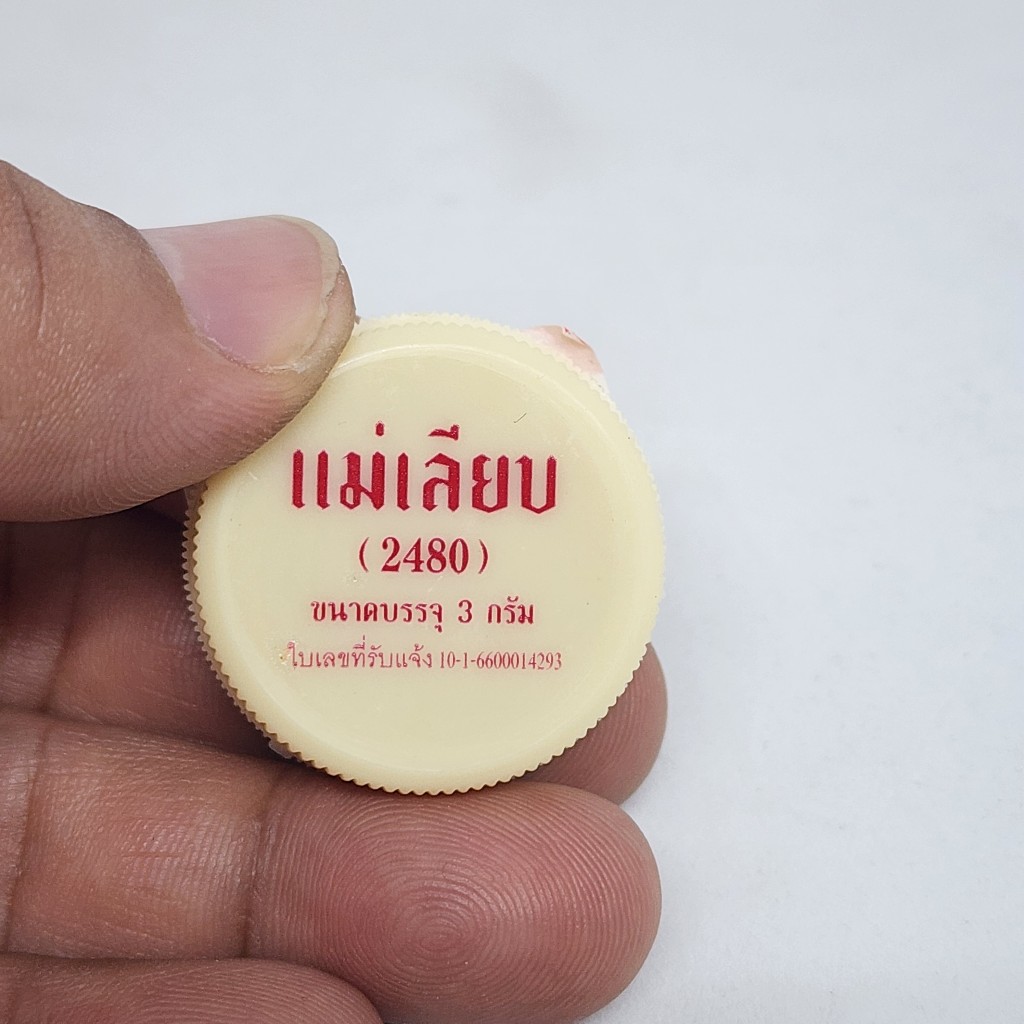 แม่เลียบ
(2480)
ขนาดบรรจุ 3 กรัม
ใบเลขที่รับแจ้ง 10-1-6600014293